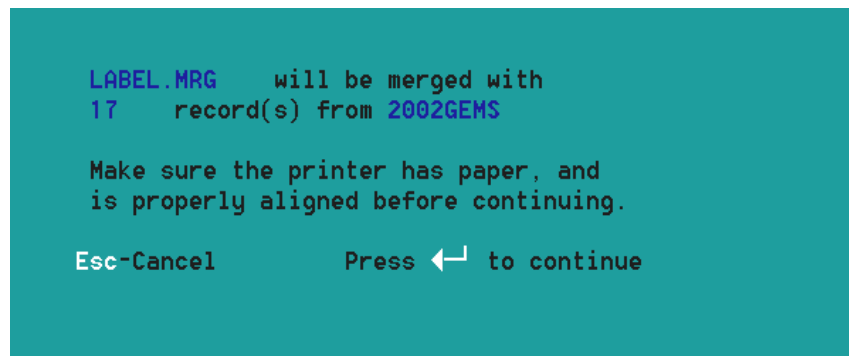 LABEL.MRG will be merged with
17 record(s) from 2002GEMS
Make sure the printer has paper, and
is properly aligned before continuing.
Esc-Cancel Press ↵ to continue